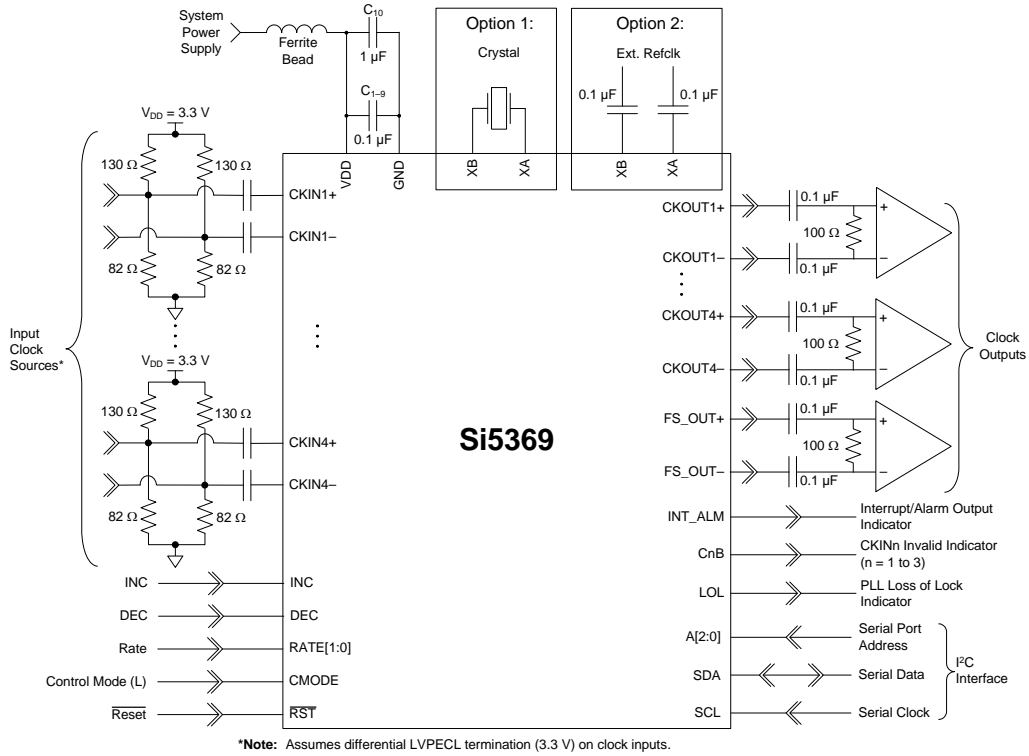 System
Power
Supply
Ferrite
Bead
C10
1 µF
C1–9
0.1 µF
Option 1:
Crystal
XB
XA
Option 2:
Ext. Refclk
0.1 µF
0.1 µF
XB
XA
VDD
GND
VDD = 3.3 V
130 Ω
130 Ω
CKIN1+
CKIN1–
82 Ω
82 Ω
Input
Clock
Sources*
VDD = 3.3 V
130 Ω
130 Ω
CKIN4+
CKIN4–
82 Ω
82 Ω
INC
INC
DEC
DEC
Rate
RATE[1:0]
Control Mode (L)
CMODE
Reset
RST
Si5369
CKOUT1+
0.1 µF
+
100 Ω
CKOUT1–
–
0.1 µF
CKOUT4+
0.1 µF
+
100 Ω
CKOUT4–
–
0.1 µF
FS_OUT+
0.1 µF
+
100 Ω
FS_OUT–
–
0.1 µF
Clock
Outputs
INT_ALM
Interrupt/Alarm Output
Indicator
CnB
CKINn Invalid Indicator
(n = 1 to 3)
LOL
PLL Loss of Lock
Indicator
A[2:0]
Serial Port
Address
SDA
Serial Data
SCL
Serial Clock
I²C
Interface
*Note: Assumes differential LVPECL termination (3.3 V) on clock inputs.